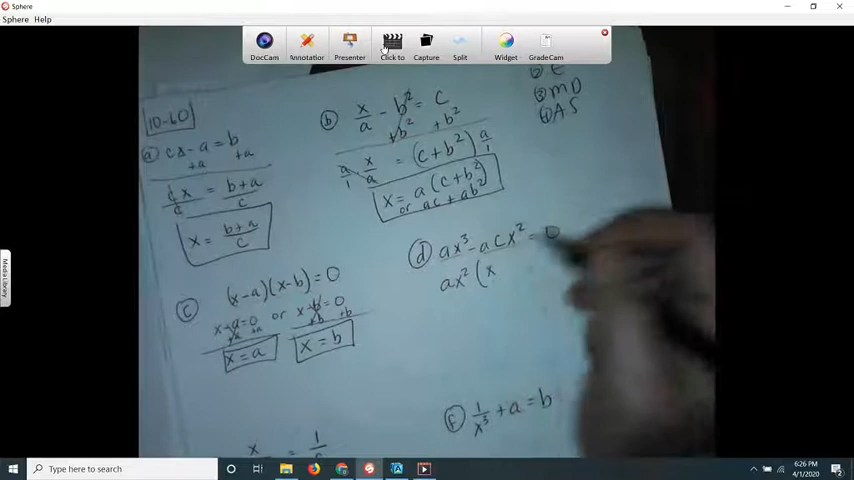 Sphere
Sphere Help
DocCam
Annotation
Presenter
Click to
Capture
Split
Widget
GradeCam
Media Library
10-60
② E
③ MD
④ AS
ⓐ cx - a = b
+a +a
cx/c = b+a/c
x = b+a/c
ⓑ x/a - b² = c
+b² +b²
a/1 · x/a = (c+b²) a/1
x = a(c+b²)
or ac + ab²
ⓒ (x-a)(x-b)=0
x-a=0 or x-b=0
+a +a +b +b
x=a x=b
ⓓ ax³ - acx² = 0
ax² (x
ⓕ 1/x³ + a = b
Type here to search
6:26 PM
4/1/2020
2